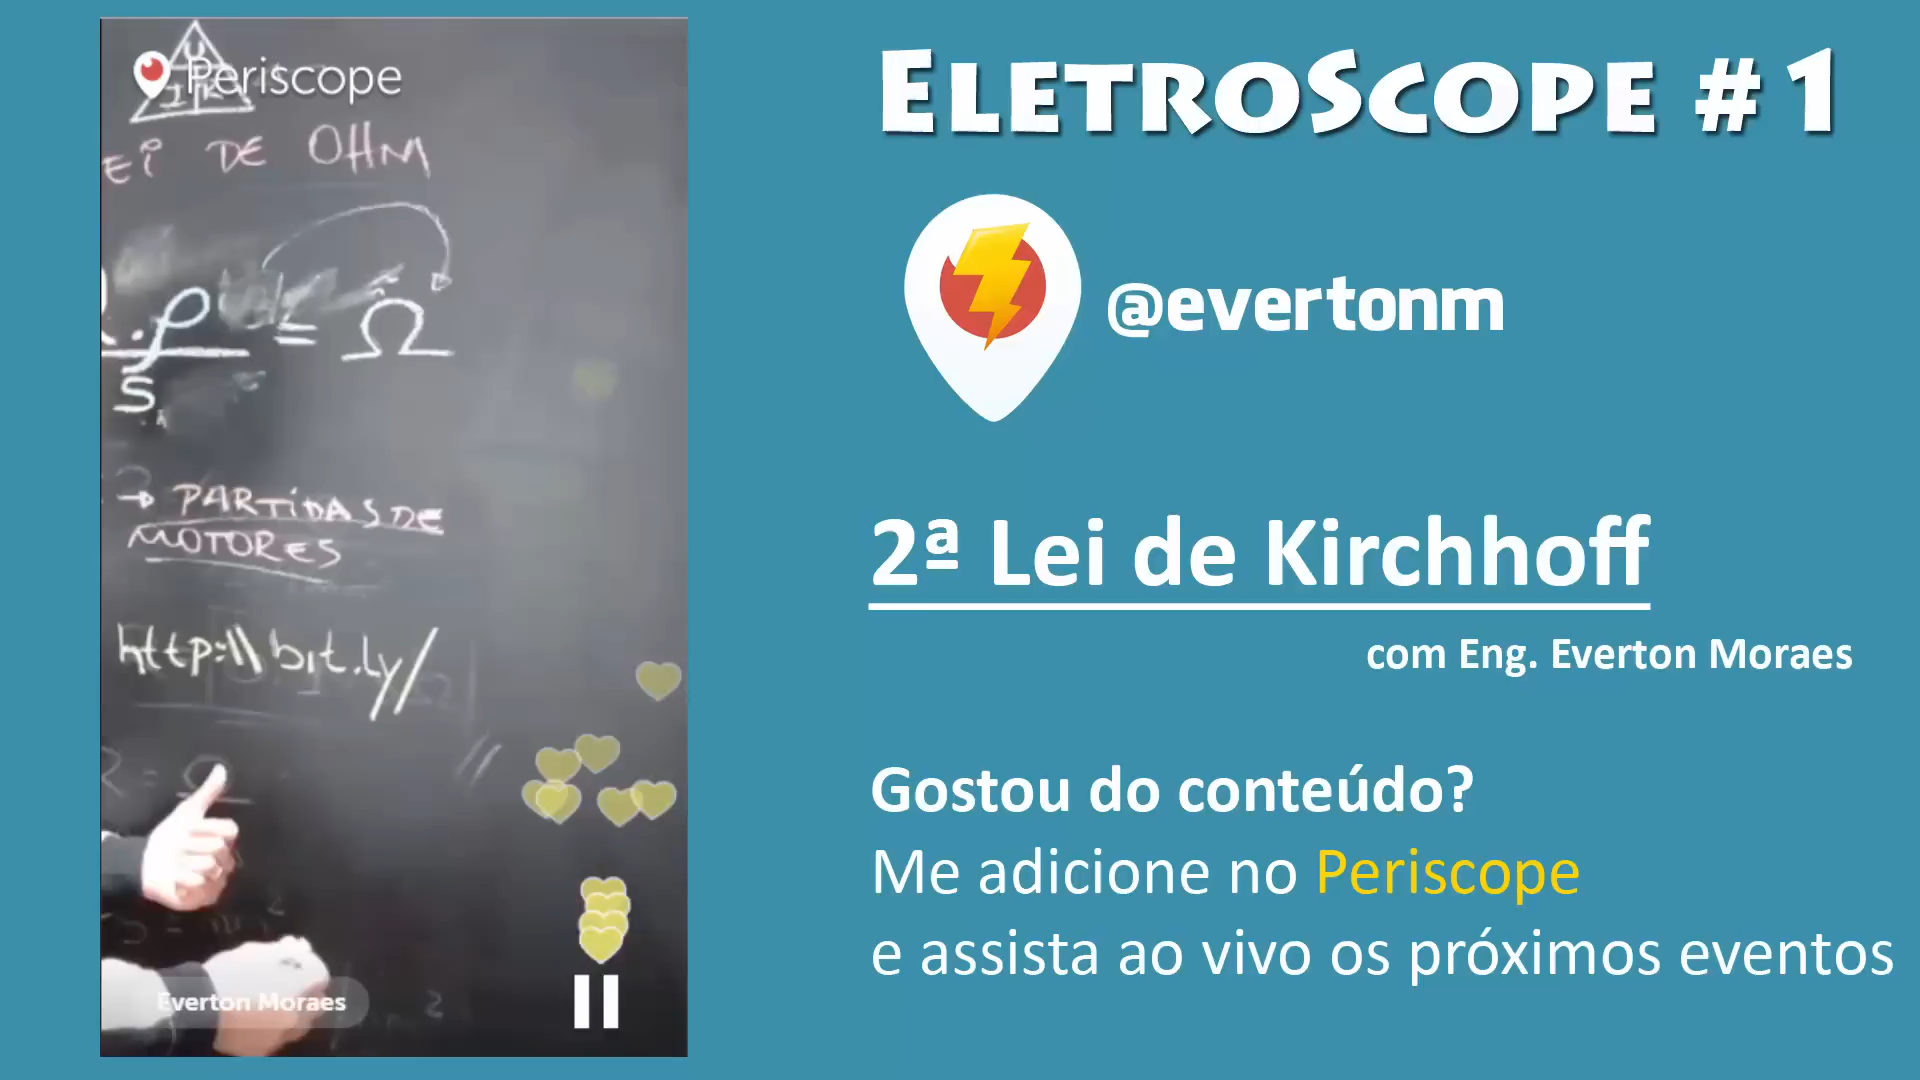 Periscope
U
I R
EI DE OHM
.ρ = Ω
S
→ PARTIDAS DE
MOTORES
http:\\bit.ly/
Everton Moraes
ELETROSCOPE #1
@evertonm
2ª Lei de Kirchhoff
com Eng. Everton Moraes
Gostou do conteúdo?
Me adicione no Periscope
e assista ao vivo os próximos eventos